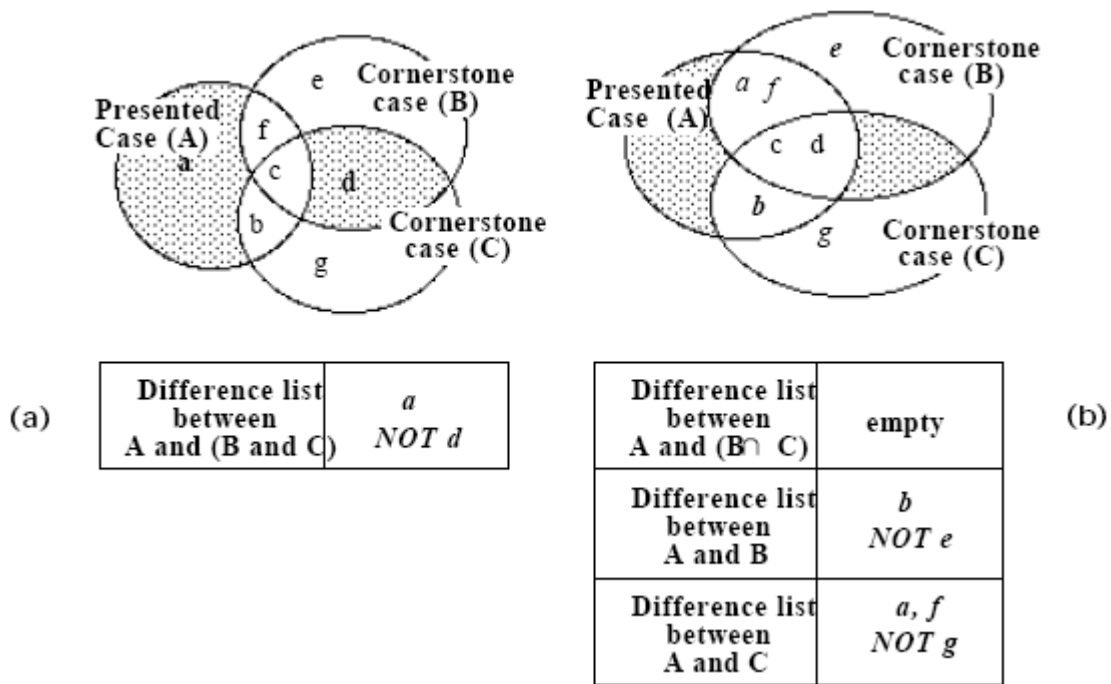 e
Cornerstone
case (B)
Presented
Case (A)
a
f
c
d
b
Cornerstone
case (C)
g
e
Cornerstone
case (B)
Presented
Case (A)
a f
c d
b
g
Cornerstone
case (C)
(a)
Difference list
between
A and (B and C)
a
NOT d
Difference list
between
A and (B∩ C)
empty
(b)
Difference list
between
A and B
b
NOT e
Difference list
between
A and C
a, f
NOT g